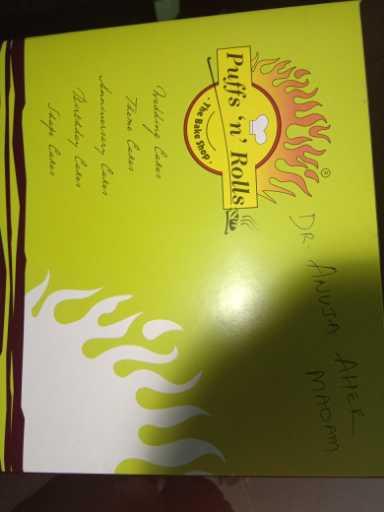 Puffs 'n' Rolls
The Bake Shop
®
Wedding Cakes
Theme Cakes
Anniversary Cakes
Birthday Cakes
Shape Cakes
DR. ANUJA AHER
MADAM